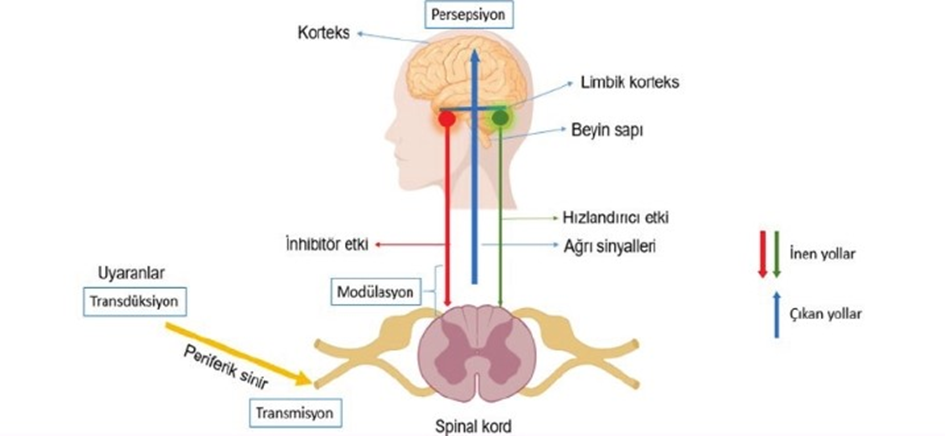 Persepsiyon
Korteks
Limbik korteks
Beyin sapı
Hızlandırıcı etki
İnhibitör etki
Ağrı sinyalleri
İnen yollar
Uyaranlar
Modülasyon
Transdüksiyon
Çıkan yollar
Periferik sinir
Transmisyon
Spinal kord